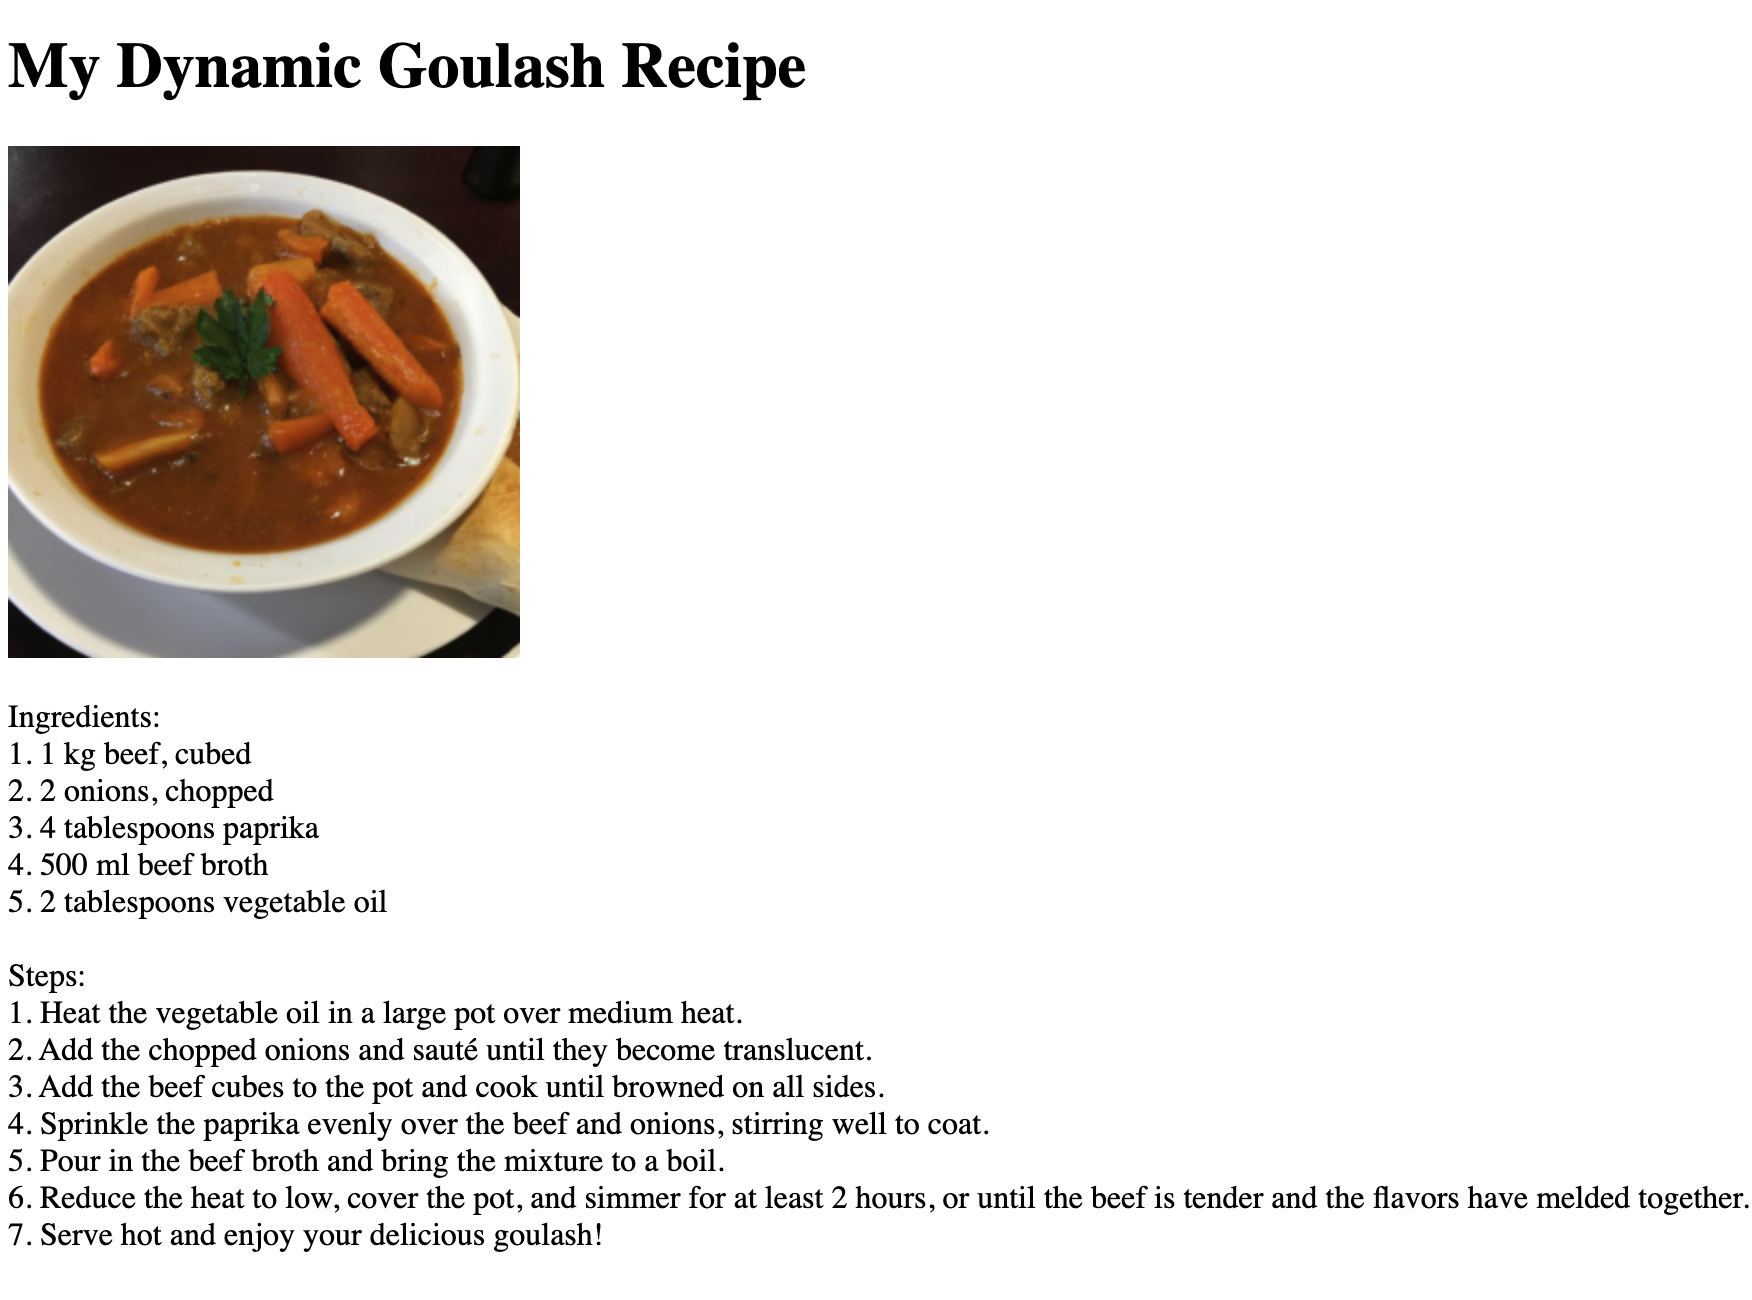 My Dynamic Goulash Recipe
Ingredients:
1. 1 kg beef, cubed
2. 2 onions, chopped
3. 4 tablespoons paprika
4. 500 ml beef broth
5. 2 tablespoons vegetable oil
Steps:
1. Heat the vegetable oil in a large pot over medium heat.
2. Add the chopped onions and sauté until they become translucent.
3. Add the beef cubes to the pot and cook until browned on all sides.
4. Sprinkle the paprika evenly over the beef and onions, stirring well to coat.
5. Pour in the beef broth and bring the mixture to a boil.
6. Reduce the heat to low, cover the pot, and simmer for at least 2 hours, or until the beef is tender and the flavors have melded together.
7. Serve hot and enjoy your delicious goulash!